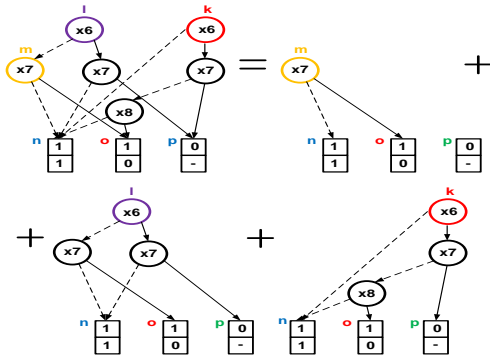 l k
x6 x6
m m
x7 x7 x7 = x7 +
x8
n 1 o 1 p 0 n 1 o 1 p 0
1 0 - 1 0 -
l k
+ x6 + x6
x7 x7 x7
x8
n 1 o 1 p 0 n 1 o 1 p 0
1 0 - 1 0 -